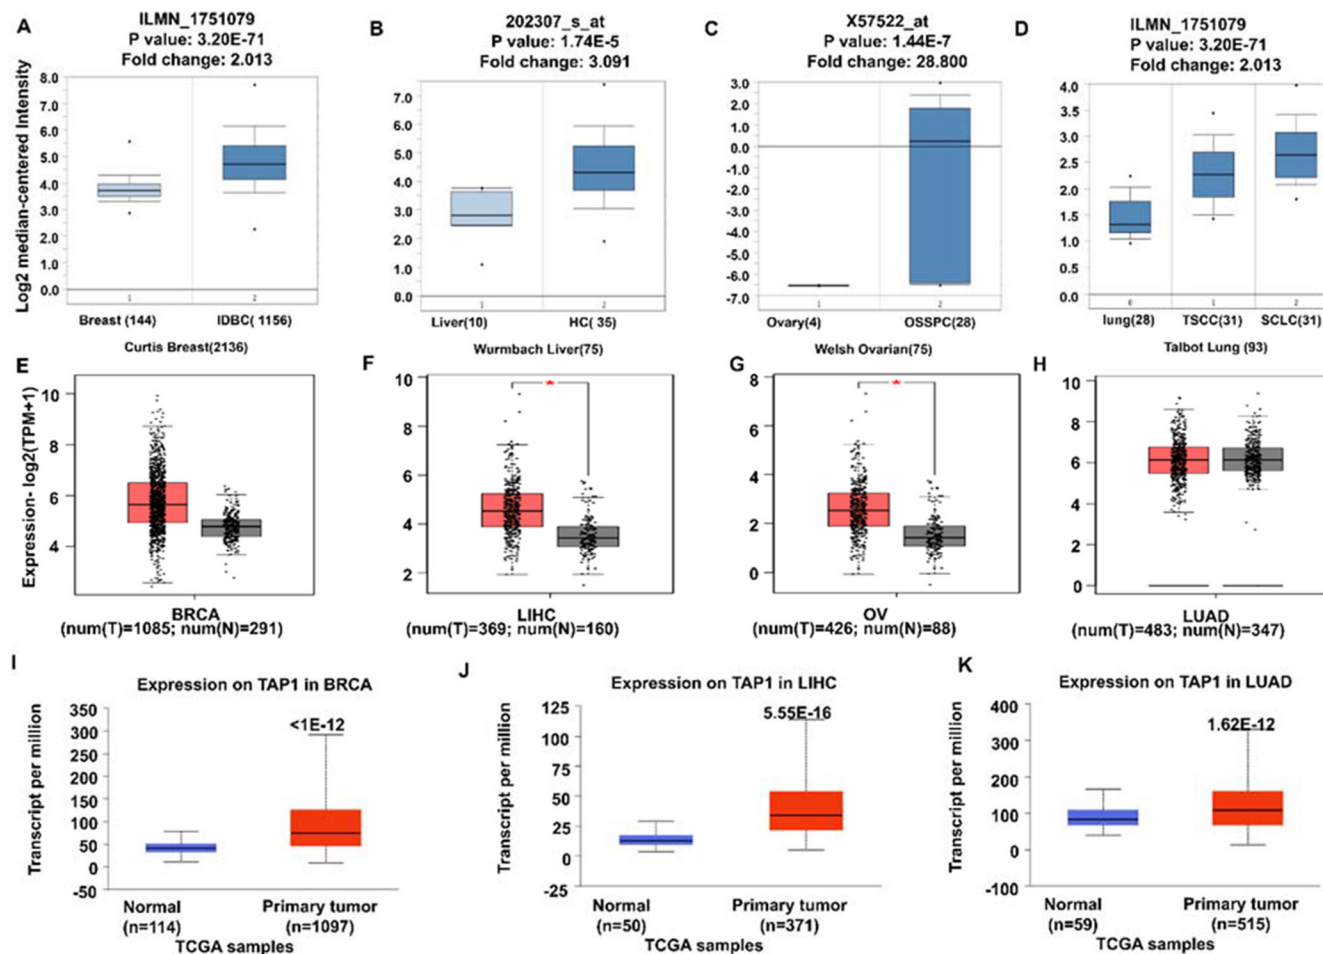 A
ILMN_1751079
P value: 3.20E-71
Fold change: 2.013
Log2 median-centered Intensity
8.0
7.0
6.0
5.0
4.0
3.0
2.0
1.0
0.0
1
2
Breast (144)
IDBC( 1156)
Curtis Breast(2136)
B
202307_s_at
P value: 1.74E-5
Fold change: 3.091
7.0
6.0
5.0
4.0
3.0
2.0
1.0
0.0
1
2
Liver(10)
HC( 35)
Wurmbach Liver(75)
C
X57522_at
P value: 1.44E-7
Fold change: 28.800
3.0
2.0
1.0
0.0
-1.0
-2.0
-3.0
-4.0
-5.0
-6.0
-7.0
1
2
Ovary(4)
OSSPC(28)
Welsh Ovarian(75)
D
ILMN_1751079
P value: 3.20E-71
Fold change: 2.013
4.0
3.5
3.0
2.5
2.0
1.5
1.0
0.5
0.0
0
1
2
lung(28)
TSCC(31)
SCLC(31)
Talbot Lung (93)
E
Expression- log2(TPM+1)
10
8
6
4
BRCA
(num(T)=1085; num(N)=291)
F
10
8
6
4
2
*
LIHC
(num(T)=369; num(N)=160)
G
8
6
4
2
0
*
OV
(num(T)=426; num(N)=88)
H
10
8
6
4
2
0
LUAD
(num(T)=483; num(N)=347)
I
Expression on TAP1 in BRCA
Transcript per million
350
300
250
200
150
100
50
0
-50
<1E-12
Normal
(n=114)
Primary tumor
(n=1097)
TCGA samples
J
Expression on TAP1 in LIHC
Transcript per million
125
100
75
50
25
0
-25
5.55E-16
Normal
(n=50)
Primary tumor
(n=371)
TCGA samples
K
Expression on TAP1 in LUAD
Transcript per million
400
300
200
100
0
-100
1.62E-12
Normal
(n=59)
Primary tumor
(n=515)
TCGA samples